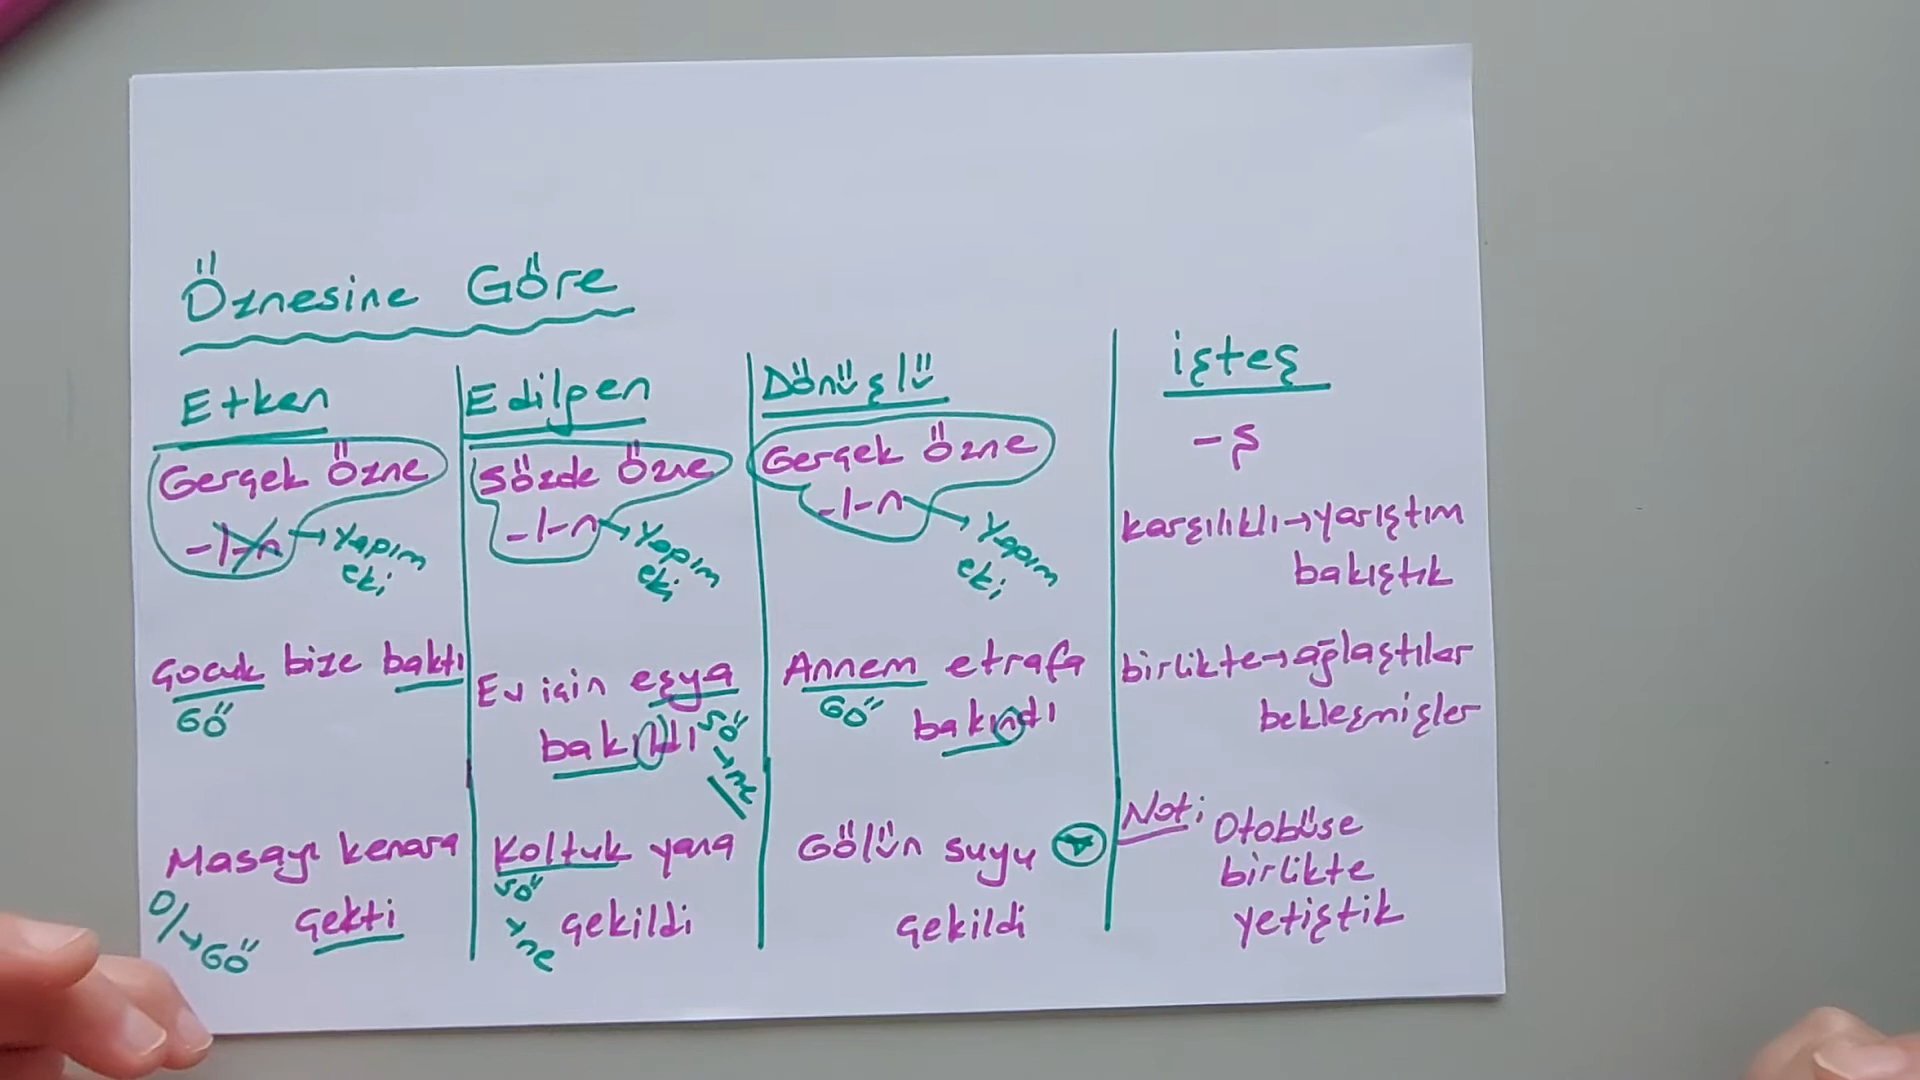 Öznesine Göre
Etken
Gerçek Özne
-l-n → Yapım
eki
Çocuk bize baktı
GÖ
Masayı kenara
çekti
O/ → GÖ
Edilgen
Sözde Özne
-l-n → Yapım
eki
Ev için eşya
SÖ
bakıldı
→ ne
Koltuk yana
SÖ
çekildi
→ ne
Dönüşlü
Gerçek Özne
-l-n → Yapım
eki
Annem etrafa
GÖ
bakındı
Gölün suyu
çekildi
işteş
-ş
karşılıklı → yarıştım
bakıştık
birlikte → ağlaştılar
bekleşmişler
Not: Otobüse
birlikte
yetiştik